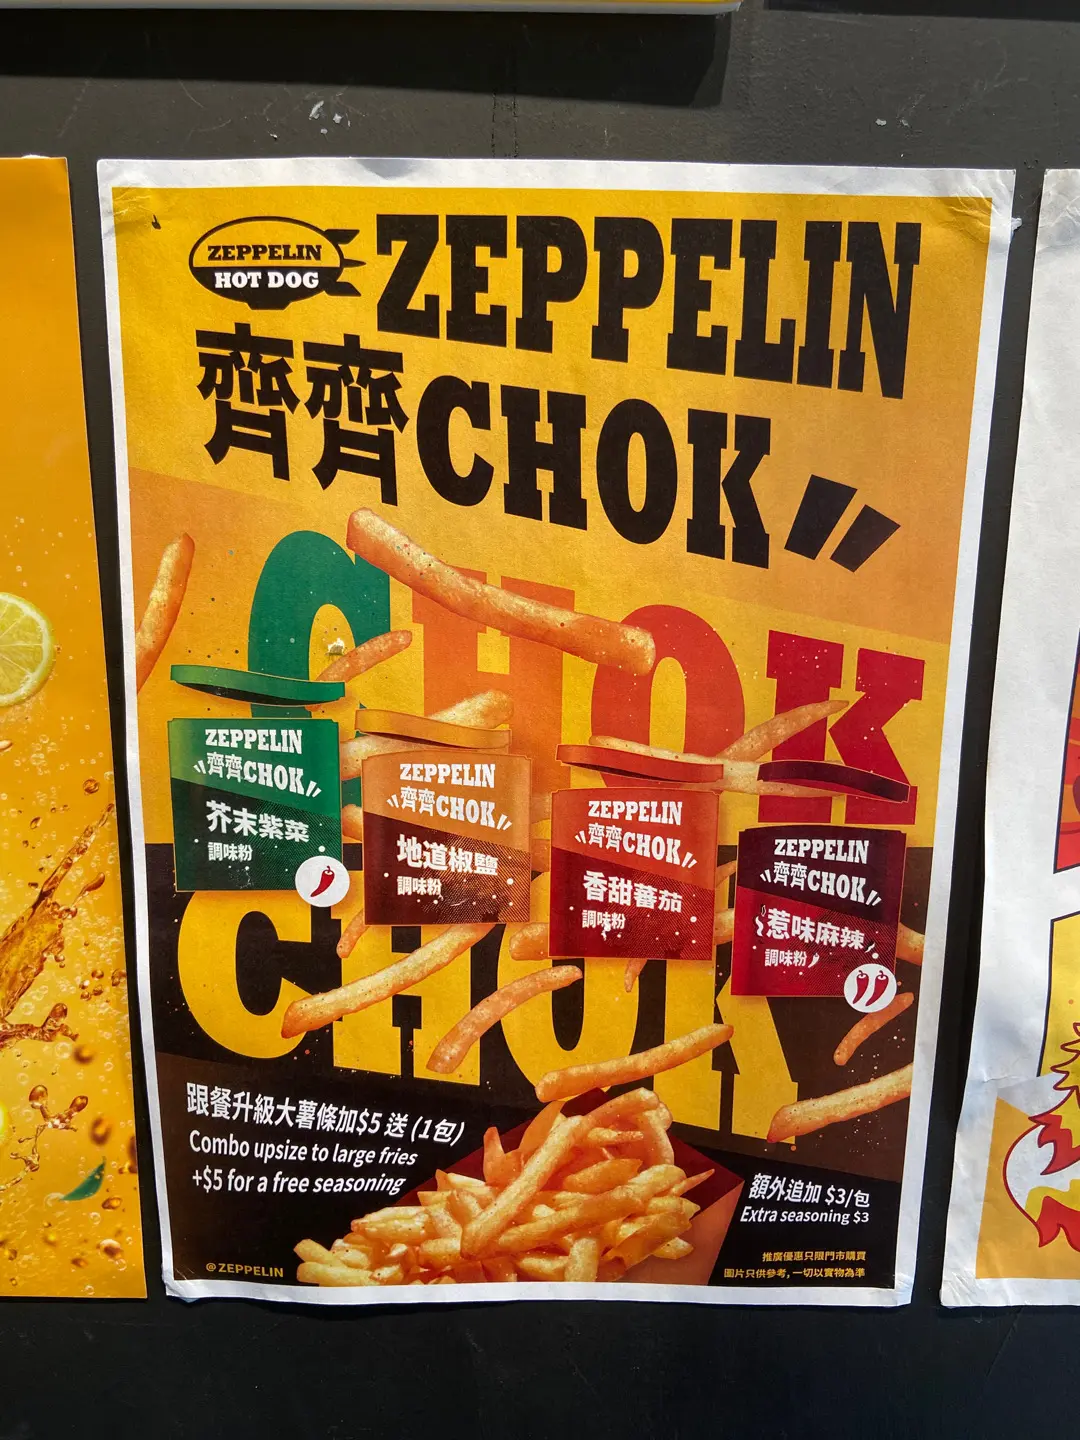 ZEPPELIN
HOT DOG
ZEPPELIN
齊齊CHOK"
CHOK
ZEPPELIN
"齊齊CHOK"
芥末紫菜
調味粉
ZEPPELIN
"齊齊CHOK"
地道椒鹽
調味粉
ZEPPELIN
"齊齊CHOK"
香甜蕃茄
調味粉
ZEPPELIN
"齊齊CHOK"
惹味麻辣
調味粉
CHOK
跟餐升級大薯條加$5 送 (1包)
Combo upsize to large fries
+$5 for a free seasoning
額外追加 $3/包
Extra seasoning $3
@ZEPPELIN
推廣優惠只限門市購買
圖片只供參考，一切以實物為準